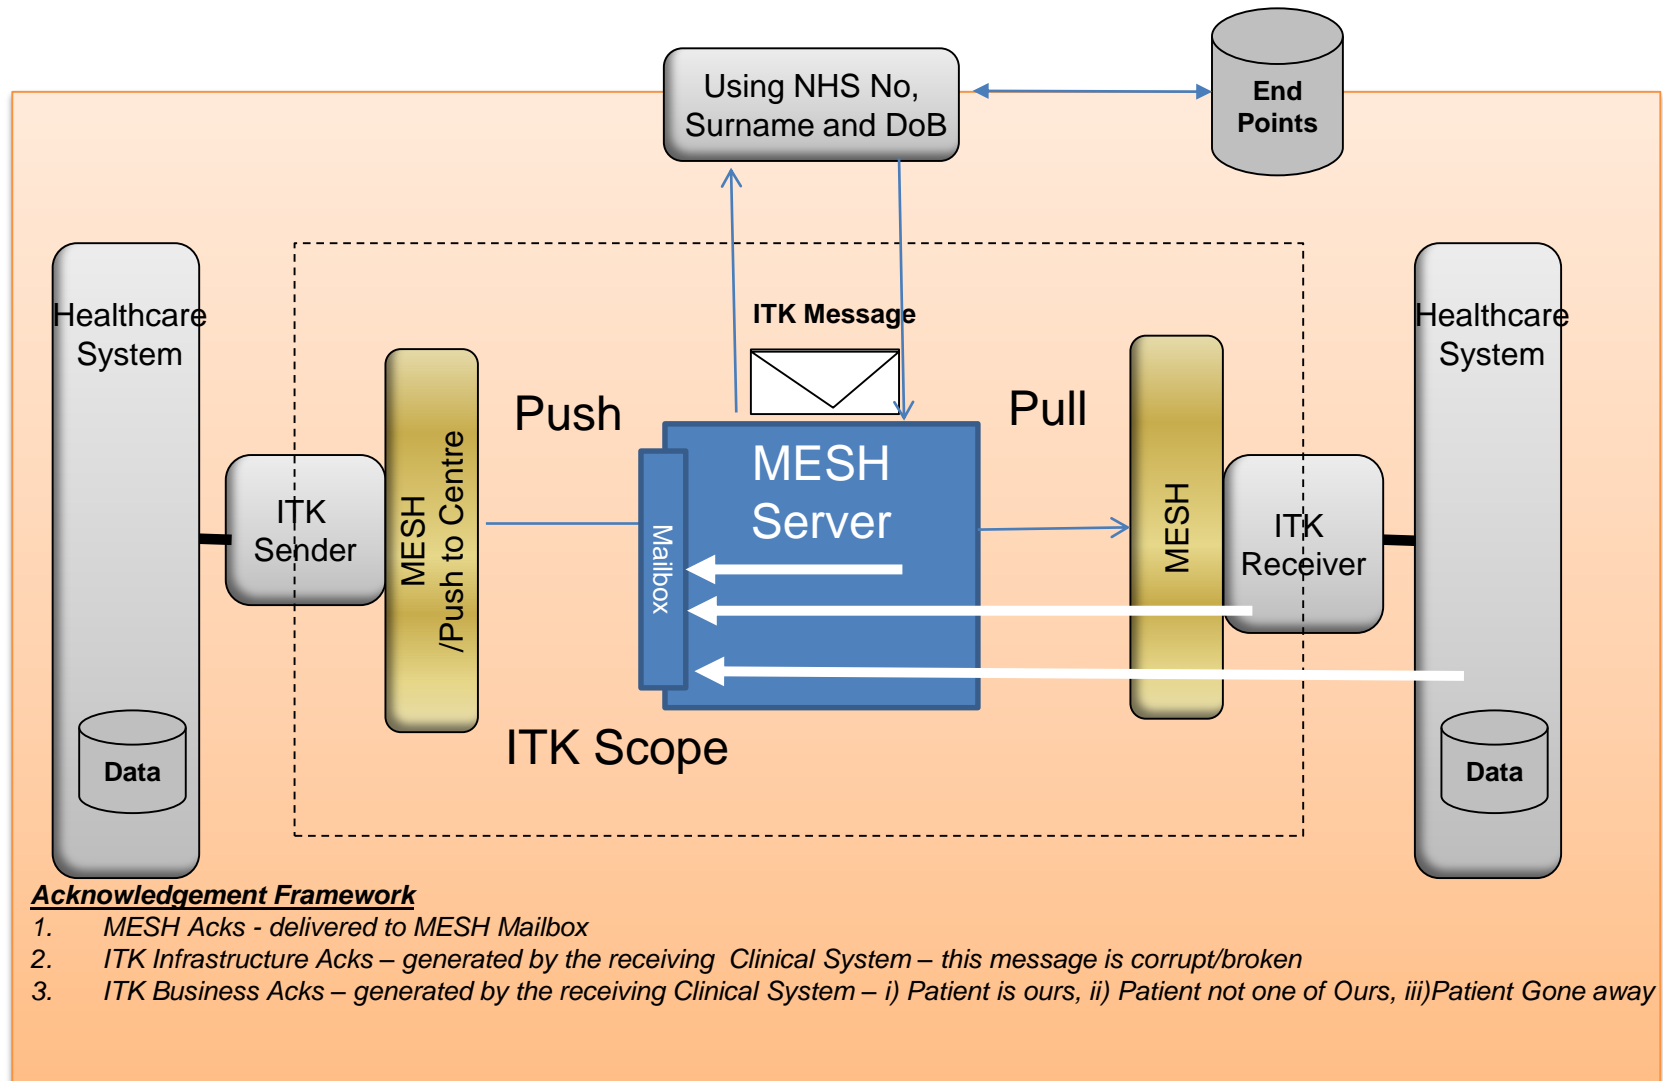 Using NHS No,
Surname and DoB
End
Points
Healthcare
System
ITK Message
Healthcare
System
Push
Pull
MESH
/Push to Centre
MESH
Server
Mailbox
MESH
ITK
Sender
ITK
Receiver
ITK Scope
Data
Data
Acknowledgement Framework
1. MESH Acks - delivered to MESH Mailbox
2. ITK Infrastructure Acks – generated by the receiving Clinical System – this message is corrupt/broken
3. ITK Business Acks – generated by the receiving Clinical System – i) Patient is ours, ii) Patient not one of Ours, iii)Patient Gone away